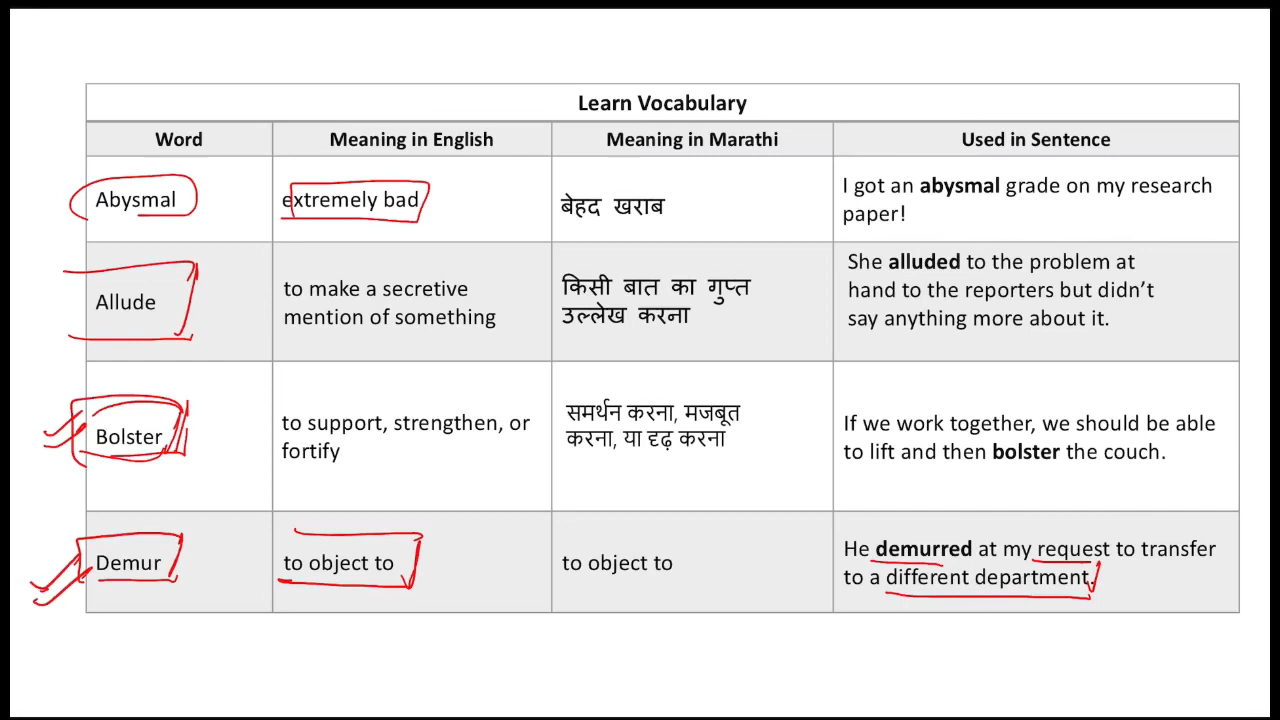 Learn Vocabulary
Word Meaning in English Meaning in Marathi Used in Sentence
Abysmal
extremely bad
बेहद खराब
I got an abysmal grade on my research
paper!
Allude
to make a secretive
mention of something
किसी बात का गुप्त
उल्लेख करना
She alluded to the problem at
hand to the reporters but didn't
say anything more about it.
Bolster
to support, strengthen, or
fortify
समर्थन करना, मजबूत
करना, या दृढ़ करना
If we work together, we should be able
to lift and then bolster the couch.
Demur
to object to
to object to
He demurred at my request to transfer
to a different department.